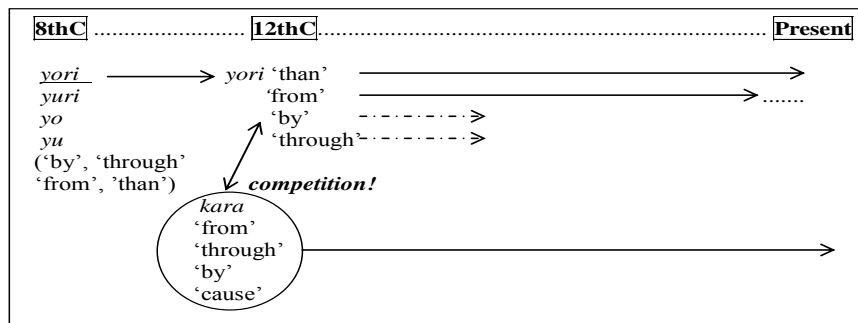 8thC ........................ 12thC ........................................................................ Present
yori yori ‘than’
yuri ‘from’ .......
yo ‘by’
yu ‘through’
(‘by’, ‘through’
‘from’, ’than’) competition!
kara
‘from’
‘through’
‘by’
‘cause’